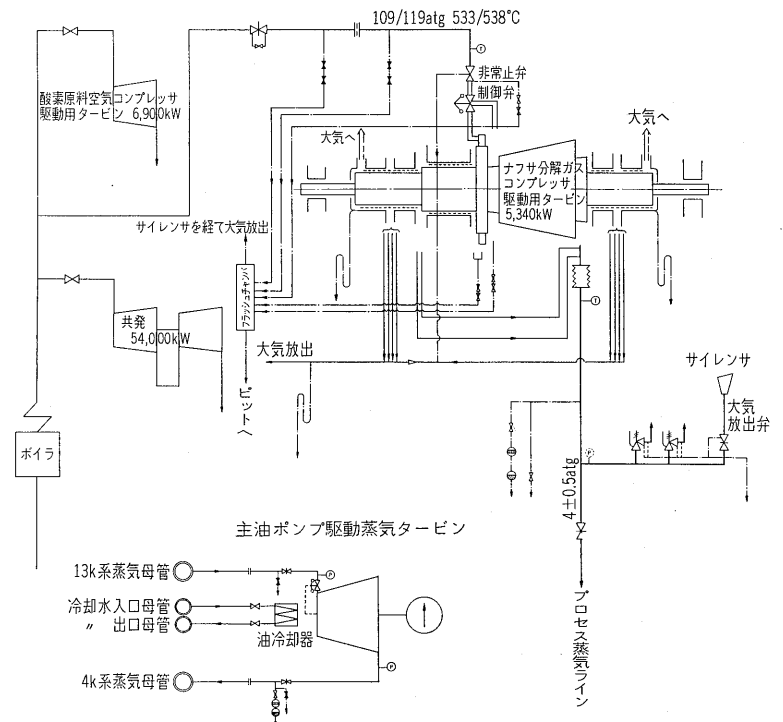 109/119atg 533/538°C
T
非常止弁
制御弁
酸素原料空気コンプレッサ
駆動用タービン 6,900kW
大気へ
大気へ
ナフサ分解ガス
コンプレッサ
駆動用タービン
5,340kW
サイレンサを経て大気放出
フラッシュチャンバ
T
共発
54,000kW
大気放出
ピットへ
サイレンサ
大気
放出弁
ボイラ
P
4±0.5atg
主油ポンプ駆動蒸気タービン
13k系蒸気母管
P
冷却水入口母管
〃 出口母管
油冷却器
4k系蒸気母管
P
プロセス蒸気ライン